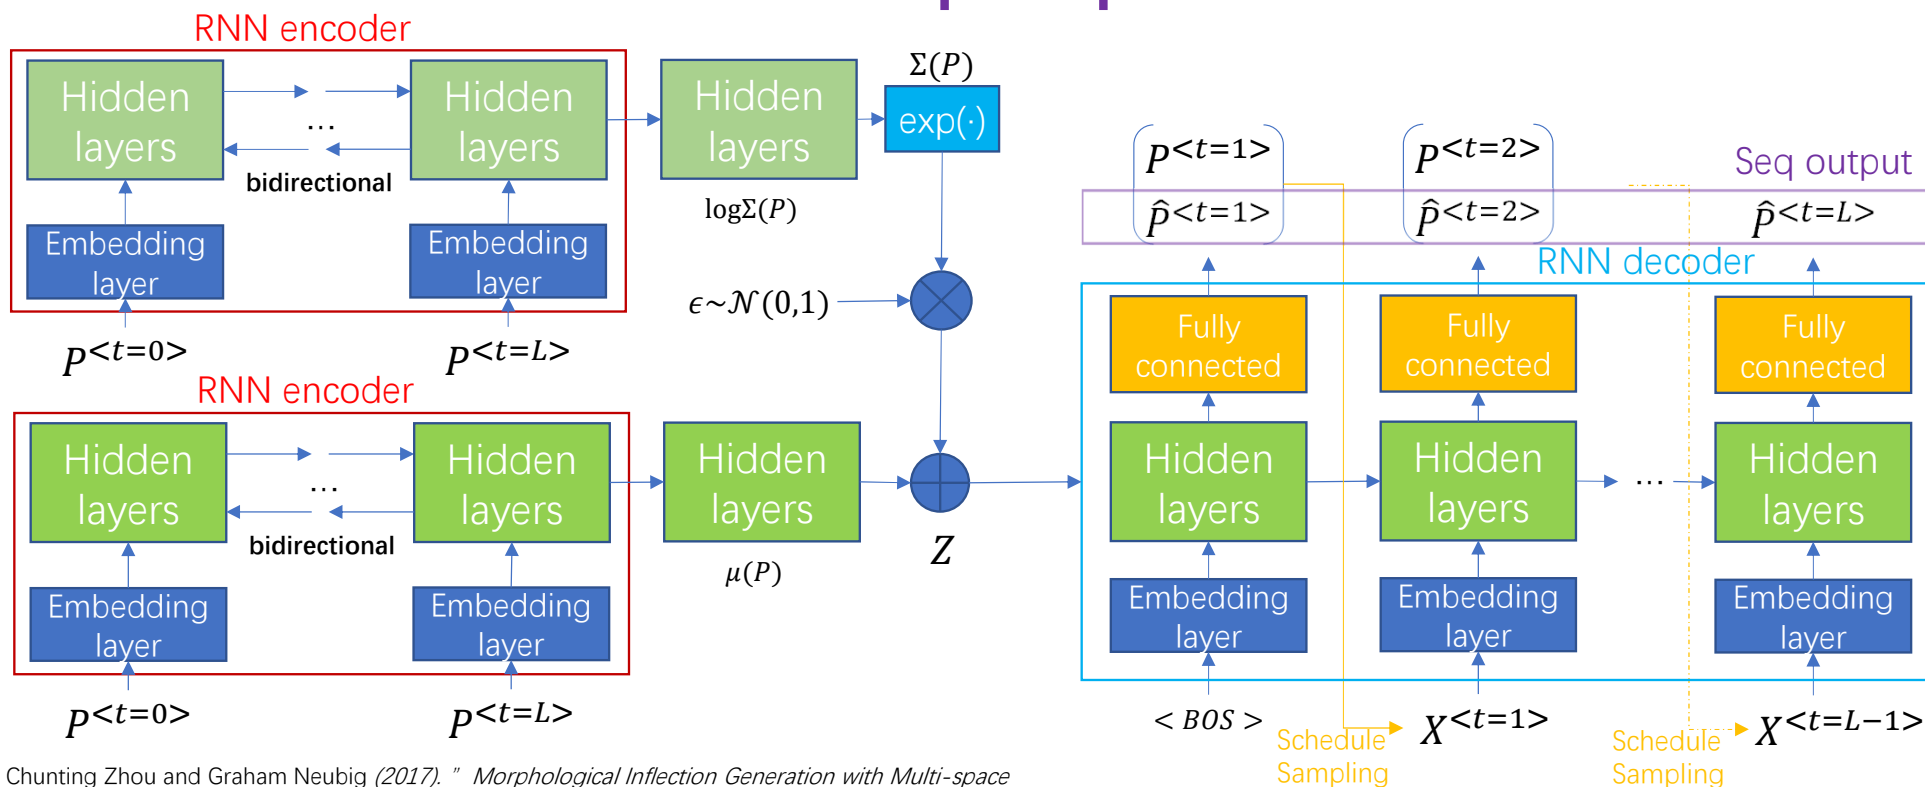 RNN encoder
Hidden
layers
...
bidirectional
Hidden
layers
Embedding
layer
Embedding
layer
P<t=0>
P<t=L>
Hidden
layers
logΣ(P)
Σ(P)
exp(·)
ϵ~𝒩(0,1)
RNN encoder
Hidden
layers
...
bidirectional
Hidden
layers
Embedding
layer
Embedding
layer
P<t=0>
P<t=L>
Hidden
layers
μ(P)
Z
P<t=1>
P<t=2>
Seq output
P̂<t=1>
P̂<t=2>
P̂<t=L>
RNN decoder
Fully
connected
Fully
connected
Fully
connected
Hidden
layers
Hidden
layers
...
Hidden
layers
Embedding
layer
Embedding
layer
Embedding
layer
< BOS >
Schedule
Sampling
X<t=1>
Schedule
Sampling
X<t=L−1>
Chunting Zhou and Graham Neubig (2017). " Morphological Inflection Generation with Multi-space